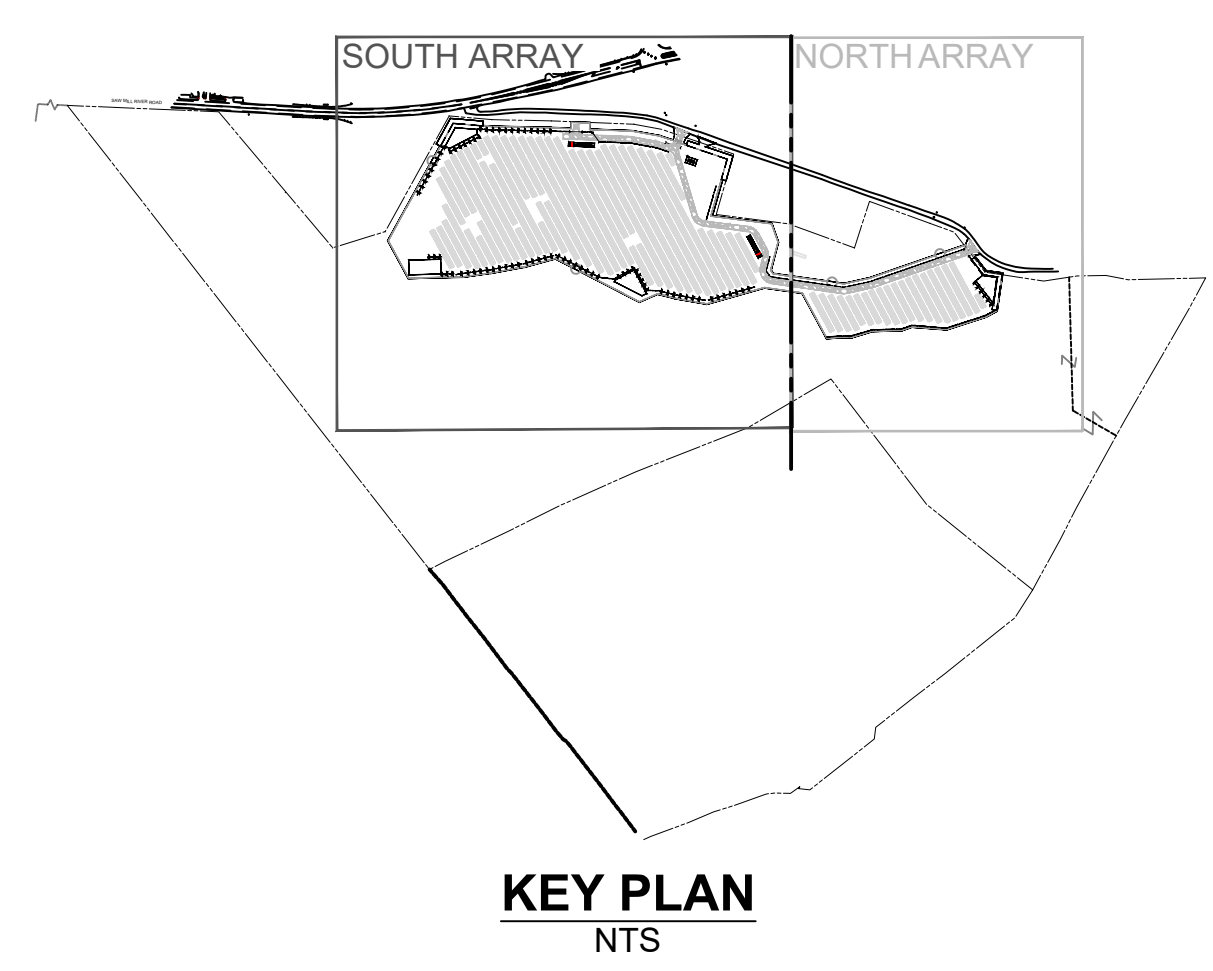 SOUTH ARRAY
NORTH ARRAY
SAW MILL RIVER ROAD
KEY PLAN
NTS